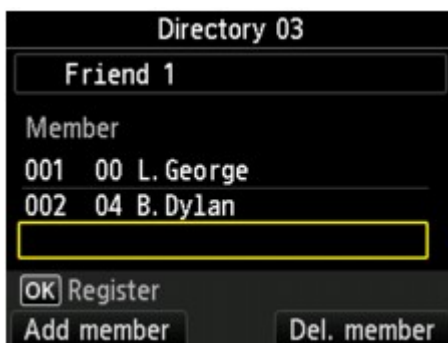 Directory 03
Friend 1
Member
001 00 L.George
002 04 B.Dylan
OK Register
Add member Del. member